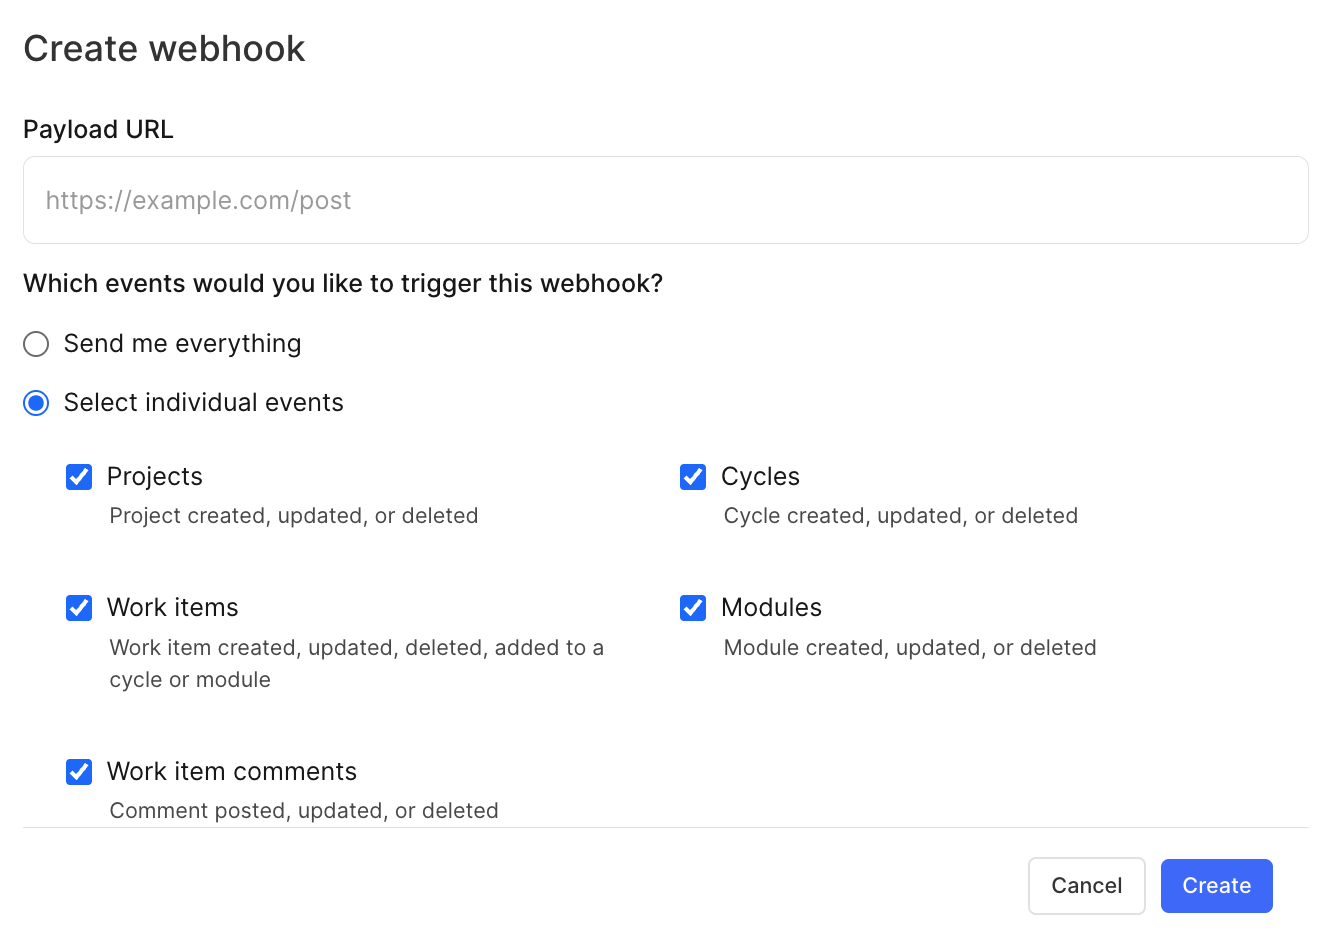 Create webhook
Payload URL
https://example.com/post
Which events would you like to trigger this webhook?
Send me everything
Select individual events
Projects
Project created, updated, or deleted
Cycles
Cycle created, updated, or deleted
Work items
Work item created, updated, deleted, added to a
cycle or module
Modules
Module created, updated, or deleted
Work item comments
Comment posted, updated, or deleted
Cancel
Create